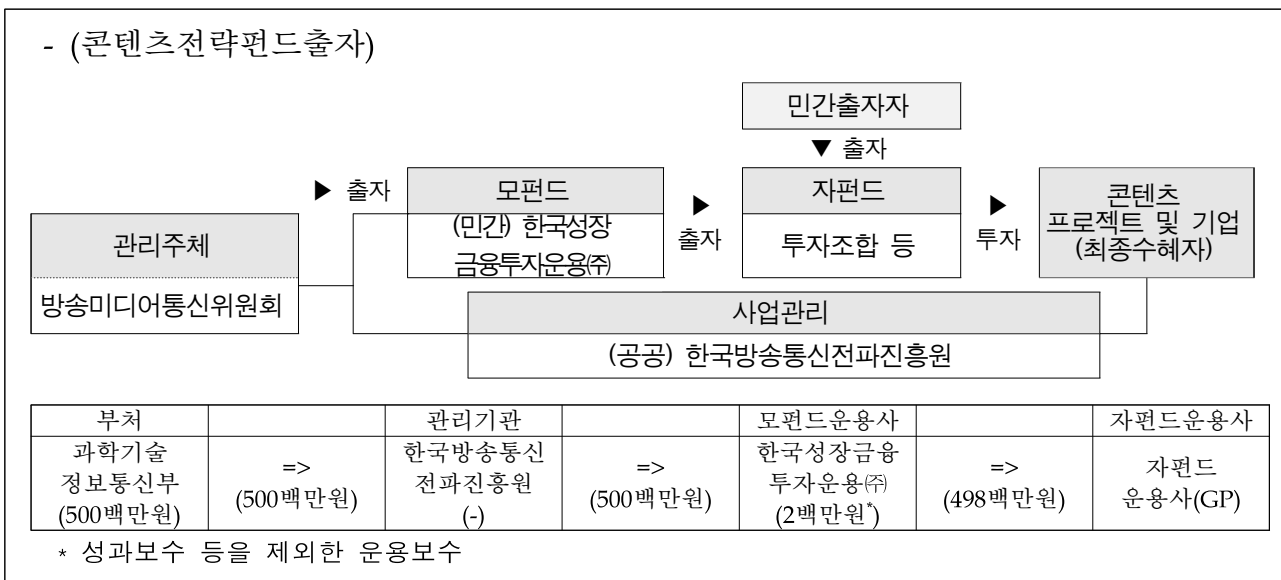 - (콘텐츠전략펀드출자)
민간출자자
▼ 출자
▶ 출자
모펀드
▶
출자
자펀드
▶
투자
콘텐츠
프로젝트 및 기업
(최종수혜자)
관리주체
(민간) 한국성장
금융투자운용㈜
투자조합 등
방송미디어통신위원회
사업관리
(공공) 한국방송통신전파진흥원
부처 관리기관 모펀드운용사 자펀드운용사
과학기술
정보통신부
(500백만원)
=>
(500백만원)
한국방송통신
전파진흥원
(-)
=>
(500백만원)
한국성장금융
투자운용㈜
(2백만원*)
=>
(498백만원)
자펀드
운용사(GP)
* 성과보수 등을 제외한 운용보수